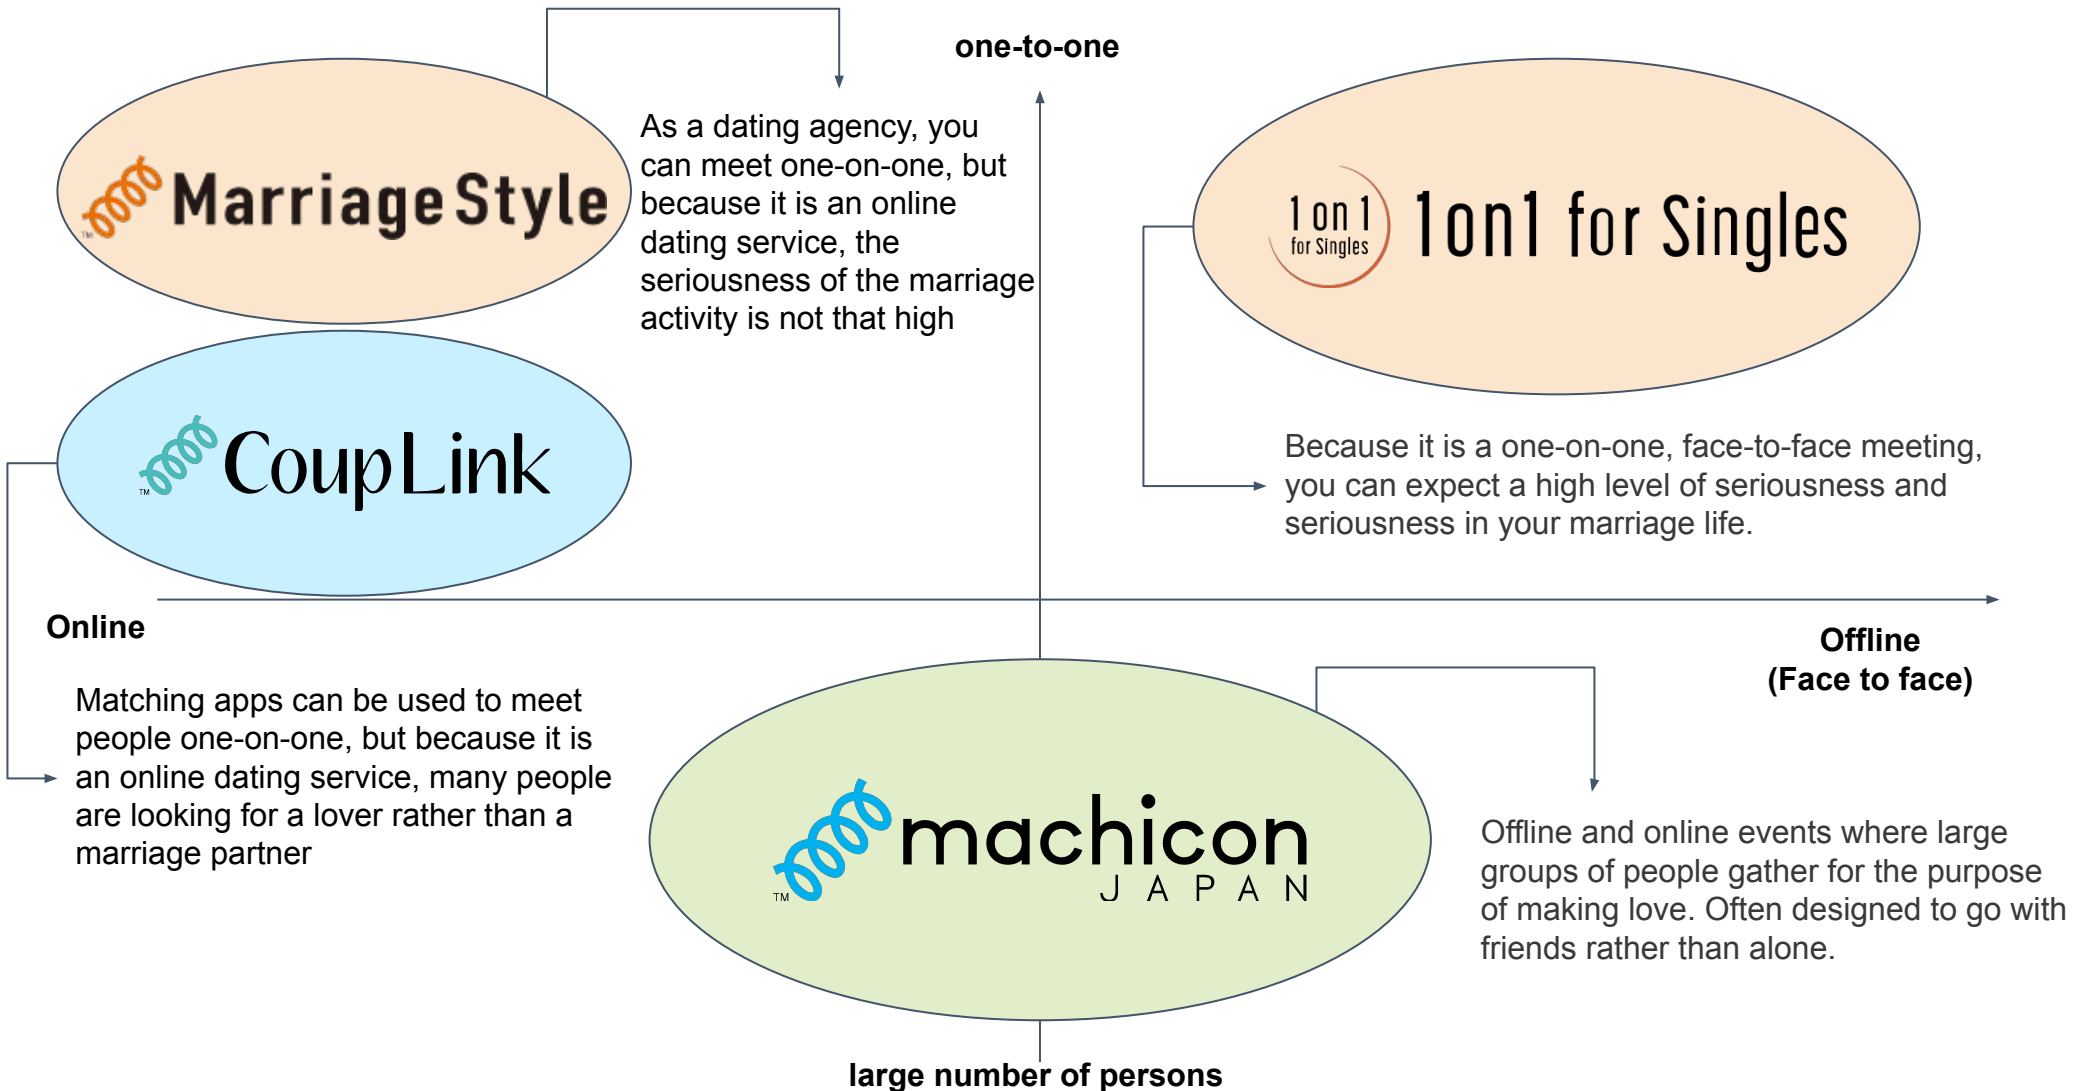 one-to-one
TM
MarriageStyle
As a dating agency, you
can meet one-on-one, but
because it is an online
dating service, the
seriousness of the marriage
activity is not that high
1 on 1
for Singles
1on1 for Singles
TM
CoupLink
Because it is a one-on-one, face-to-face meeting,
you can expect a high level of seriousness and
seriousness in your marriage life.
Online
Offline
(Face to face)
Matching apps can be used to meet
people one-on-one, but because it is
an online dating service, many people
are looking for a lover rather than a
marriage partner
TM
machicon
JAPAN
Offline and online events where large
groups of people gather for the purpose
of making love. Often designed to go with
friends rather than alone.
large number of persons